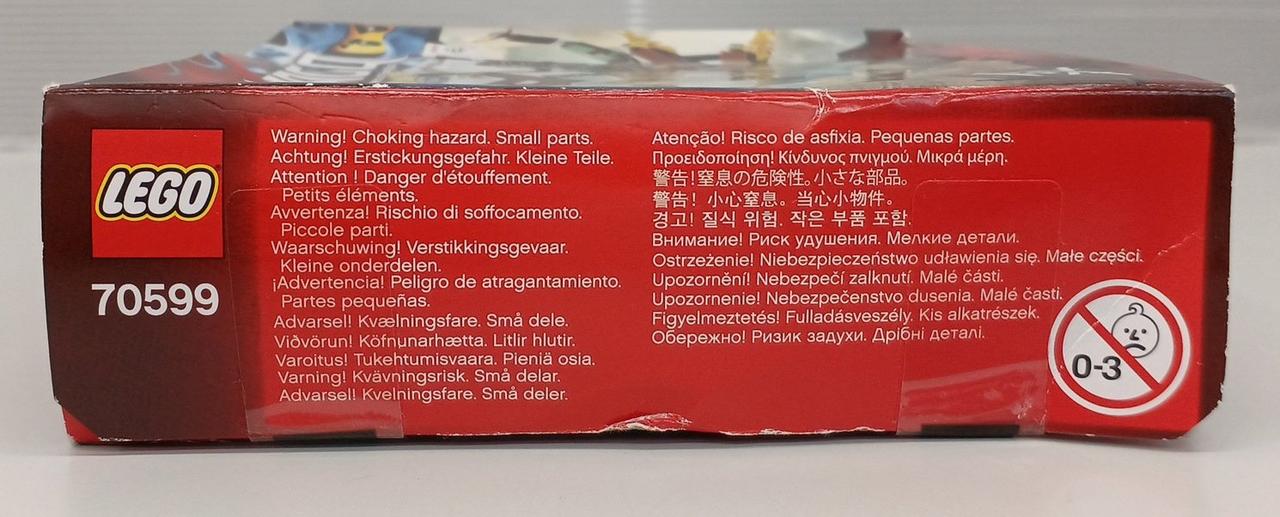 LEGO
70599
Warning! Choking hazard. Small parts.
Achtung! Erstickungsgefahr. Kleine Teile.
Attention ! Danger d'étouffement.
Petits éléments.
Avvertenza! Rischio di soffocamento.
Piccole parti.
Waarschuwing! Verstikkingsgevaar.
Kleine onderdelen.
¡Advertencia! Peligro de atragantamiento.
Partes pequeñas.
Advarsel! Kvælningsfare. Små dele.
Viðvörun! Köfnunarhætta. Litlir hlutir.
Varoitus! Tukehtumisvaara. Pieniä osia.
Varning! Kvävningsrisk. Små delar.
Advarsel! Kvelningsfare. Små deler.
Atenção! Risco de asfixia. Pequenas partes.
Προειδοποίηση! Κίνδυνος πνιγμού. Μικρά μέρη.
警告!窒息の危険性。小さな部品。
警告! 小心窒息。当心小物件。
경고! 질식 위험. 작은 부품 포함.
Внимание! Риск удушения. Мелкие детали.
Ostrzeżenie! Niebezpieczeństwo udławienia się. Małe części.
Upozornění! Nebezpečí zalknutí. Malé části.
Upozornenie! Nebezpečenstvo dusenia. Malé časti.
Figyelmeztetés! Fulladásveszély. Kis alkatrészek.
Обережно! Ризик задухи. Дрібні деталі.
0-3